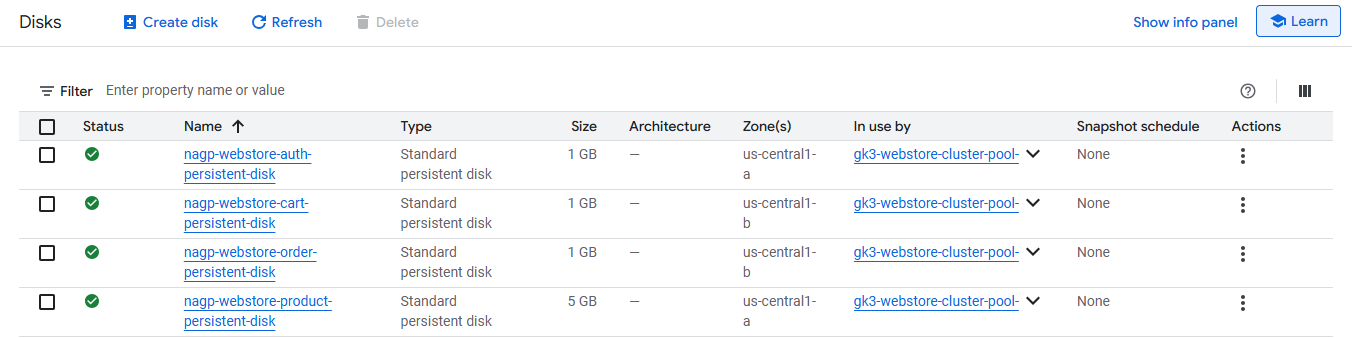 Disks Create disk Refresh Delete Show info panel Learn
Filter Enter property name or value
Status Name Type Size Architecture Zone(s) In use by Snapshot schedule Actions
nagp-webstore-auth- Standard 1 GB — us-central1- gk3-webstore-cluster-pool- None
persistent-disk persistent disk a
nagp-webstore-cart- Standard 1 GB — us-central1- gk3-webstore-cluster-pool- None
persistent-disk persistent disk b
nagp-webstore-order- Standard 1 GB — us-central1- gk3-webstore-cluster-pool- None
persistent-disk persistent disk b
nagp-webstore-product- Standard 5 GB — us-central1- gk3-webstore-cluster-pool- None
persistent-disk persistent disk a